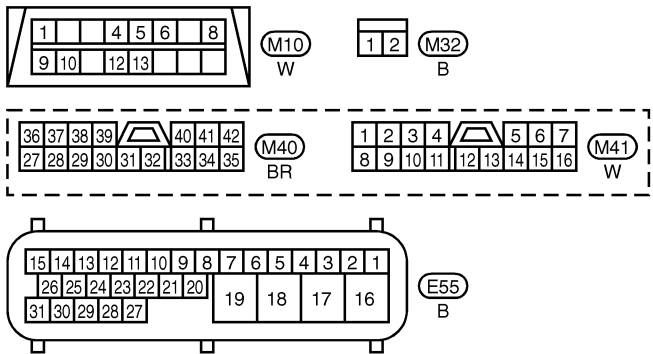 1 4 5 6 8
9 10 12 13
M10
W
1 2
M32
B
36 37 38 39 40 41 42
27 28 29 30 31 32 33 34 35
M40
BR
1 2 3 4 5 6 7
8 9 10 11 12 13 14 15 16
M41
W
15 14 13 12 11 10 9 8 7 6 5 4 3 2 1
26 25 24 23 22 21 20 19 18 17 16
31 30 29 28 27
E55
B